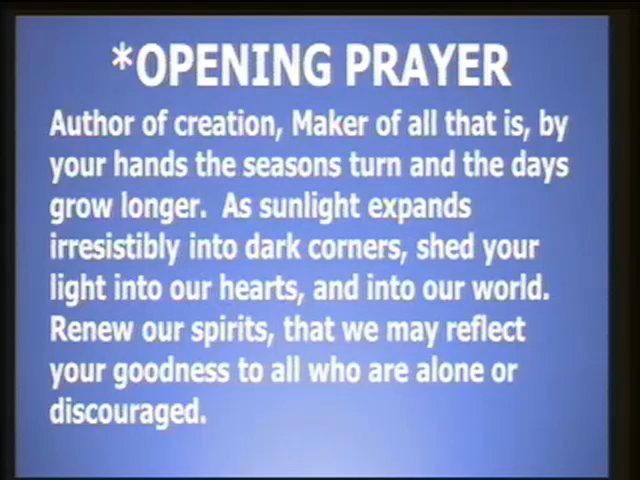 *OPENING PRAYER
Author of creation, Maker of all that is, by
your hands the seasons turn and the days
grow longer.  As sunlight expands
irresistibly into dark corners, shed your
light into our hearts, and into our world.
Renew our spirits, that we may reflect
your goodness to all who are alone or
discouraged.